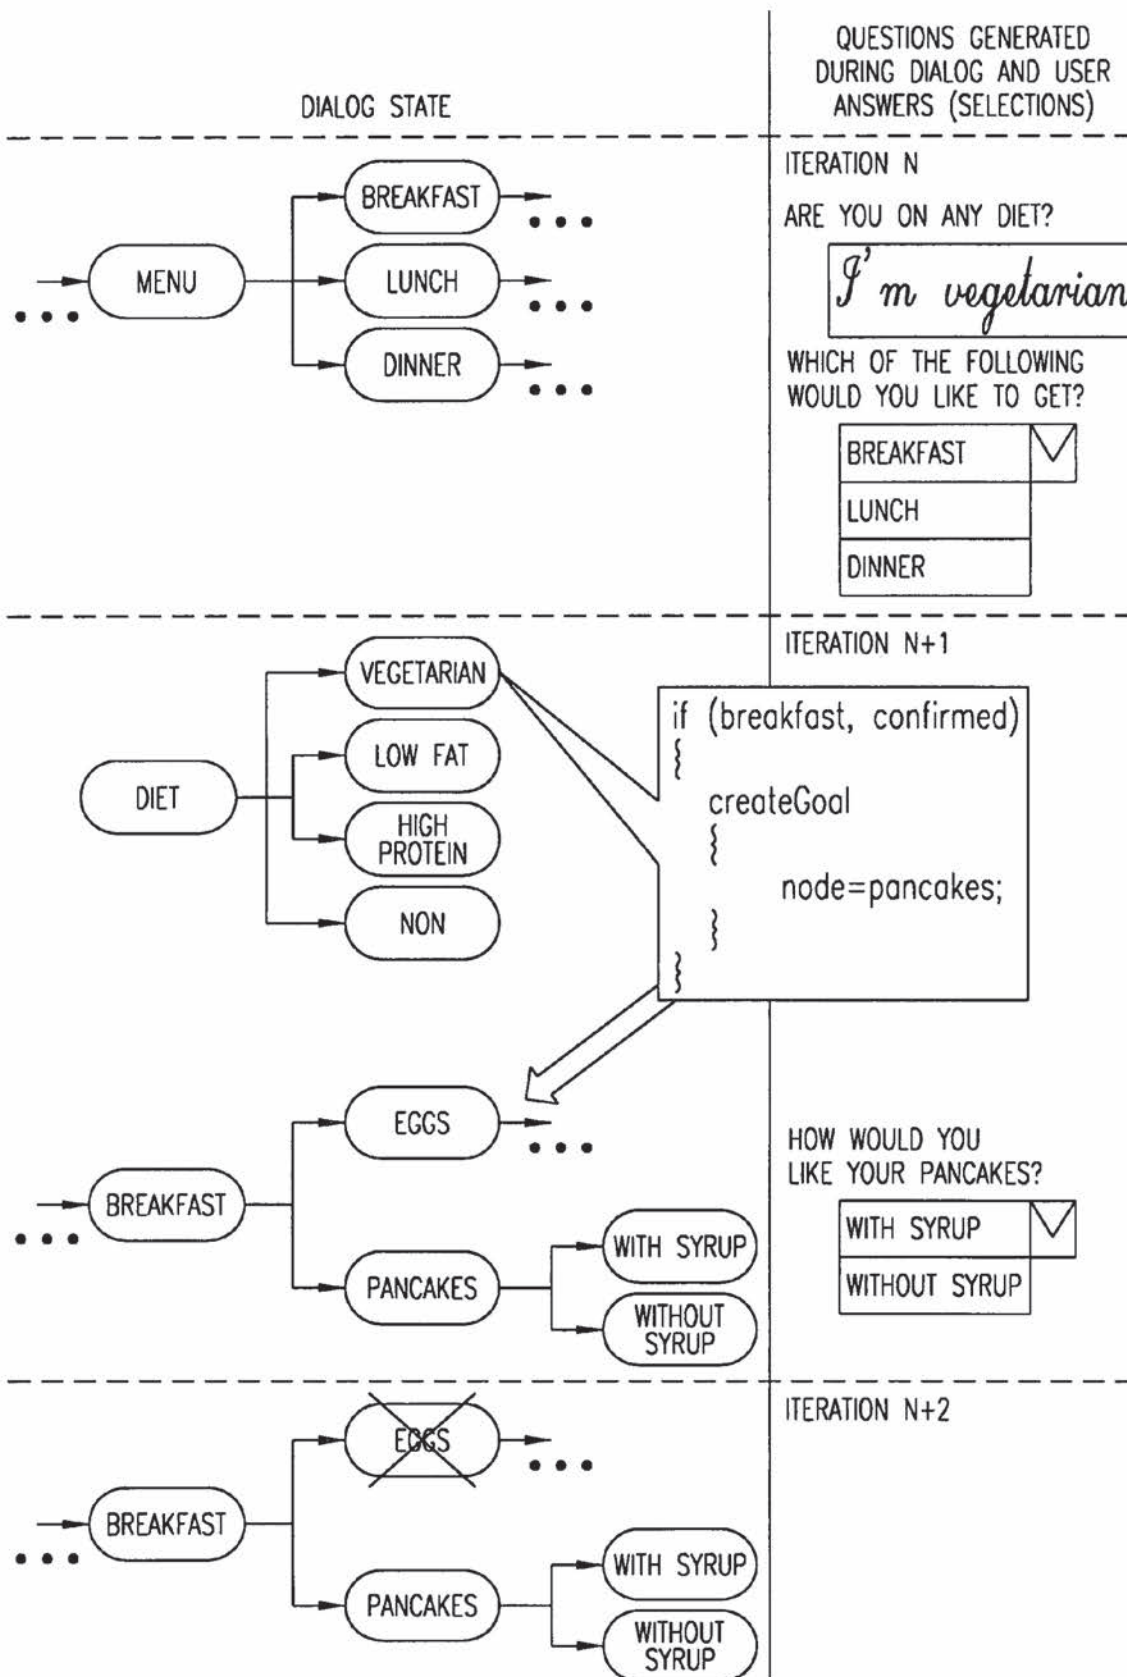 DIALOG STATE
QUESTIONS GENERATED
DURING DIALOG AND USER
ANSWERS (SELECTIONS)
MENU
BREAKFAST
LUNCH
DINNER
ITERATION N
ARE YOU ON ANY DIET?
I'm vegetarian
WHICH OF THE FOLLOWING
WOULD YOU LIKE TO GET?
BREAKFAST
LUNCH
DINNER
ITERATION N+1
DIET
VEGETARIAN
LOW FAT
HIGH
PROTEIN
NON
if (breakfast, confirmed)
{
createGoal
{
node=pancakes;
}
}
BREAKFAST
EGGS
PANCAKES
WITH SYRUP
WITHOUT
SYRUP
HOW WOULD YOU
LIKE YOUR PANCAKES?
WITH SYRUP
WITHOUT SYRUP
ITERATION N+2
BREAKFAST
EGGS
PANCAKES
WITH SYRUP
WITHOUT
SYRUP